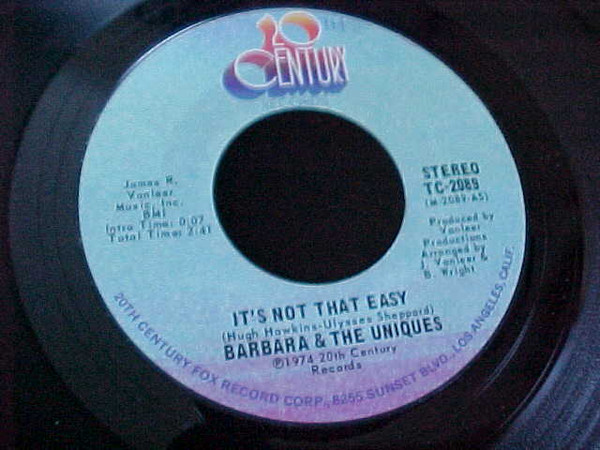 20
CENTURY
RECORDS
James R.
Vanleer
Music, Inc.
BMI
Intro Time: 0:07
Total Time: 2:41
STEREO
TC-2089
(M-2089-AS)
Produced by
Vanleer
Productions
Arranged by
J. Vanleer &
B. Wright
IT'S NOT THAT EASY
(Hugh Hawkins-Ulysses Sheppard)
BARBARA & THE UNIQUES
℗1974 20th Century
Records
20TH CENTURY FOX RECORD CORP., 8255 SUNSET BLVD., LOS ANGELES, CALIF.